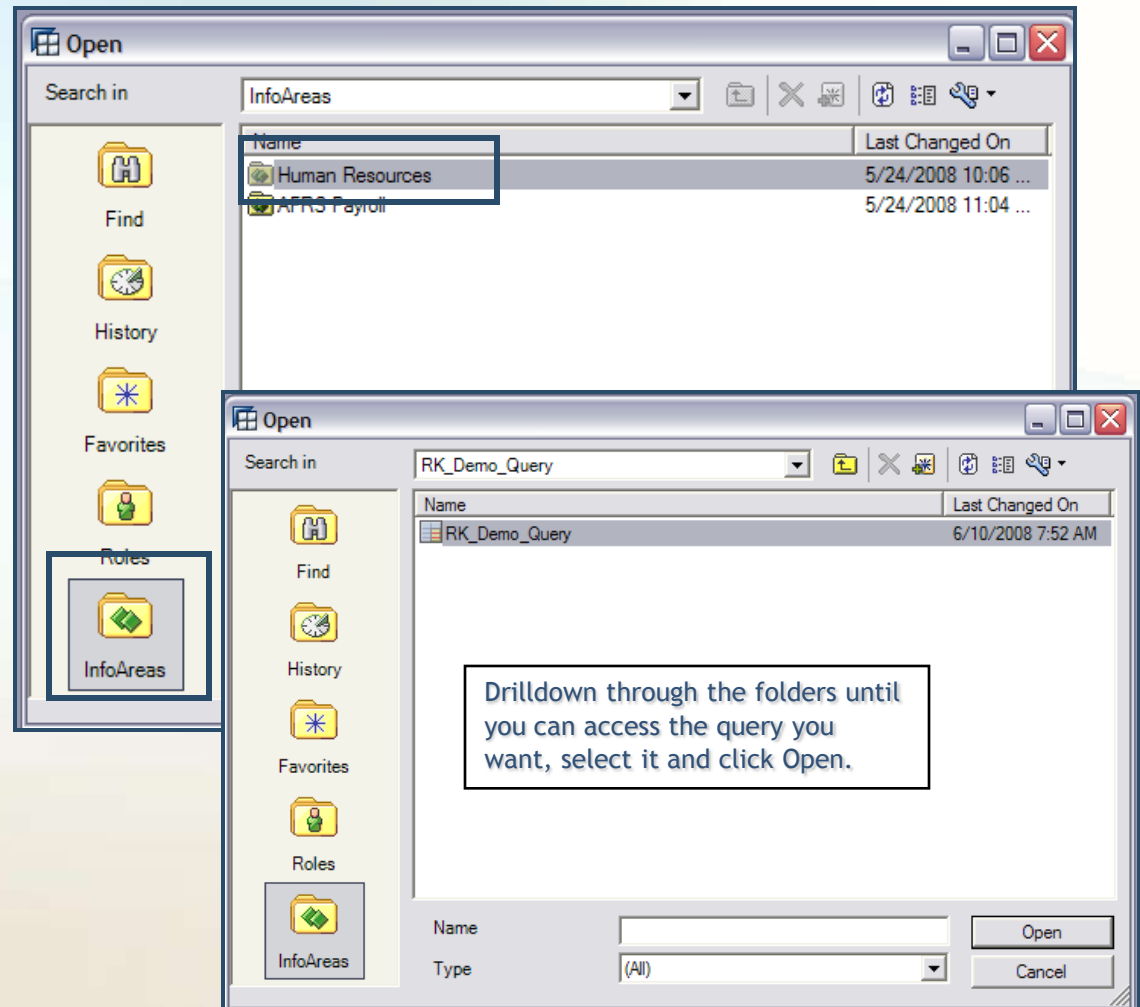 Open
Search in
InfoAreas
Name
Last Changed On
Human Resources
5/24/2008 10:06 ...
AFRS Payroll
5/24/2008 11:04 ...
Find
History
Favorites
Roles
InfoAreas
Open
Search in
RK_Demo_Query
Name
Last Changed On
RK_Demo_Query
6/10/2008 7:52 AM
Find
History
Favorites
Roles
InfoAreas
Drilldown through the folders until
you can access the query you
want, select it and click Open.
Name
Open
Type
(All)
Cancel